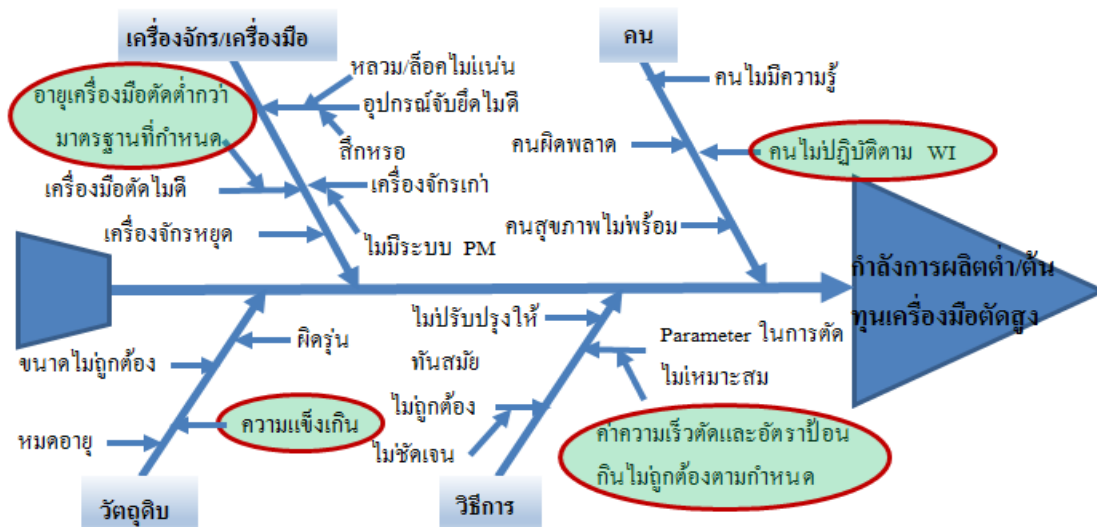 เครื่องจักร/เครื่องมือ
คน
หลวม/ล็อคไม่แน่น
อุปกรณ์จับยึดไม่ดี
สึกหรอ
อายุเครื่องมือตัดต่ำกว่า
มาตรฐานที่กำหนด
เครื่องมือตัดไม่ดี
เครื่องจักรเก่า
ไม่มีระบบ PM
เครื่องจักรหยุด
คนไม่มีความรู้
คนผิดพลาด
คนไม่ปฏิบัติตาม WI
คนสุขภาพไม่พร้อม
กำลังการผลิตต่ำ/ต้น
ทุนเครื่องมือตัดสูง
ผิดรุ่น
ขนาดไม่ถูกต้อง
ความแข็งเกิน
หมดอายุ
วัตถุดิบ
ไม่ปรับปรุงให้
ทันสมัย
Parameter ในการตัด
ไม่เหมาะสม
ไม่ถูกต้อง
ไม่ชัดเจน
ค่าความเร็วตัดและอัตราป้อน
กินไม่ถูกต้องตามกำหนด
วิธีการ